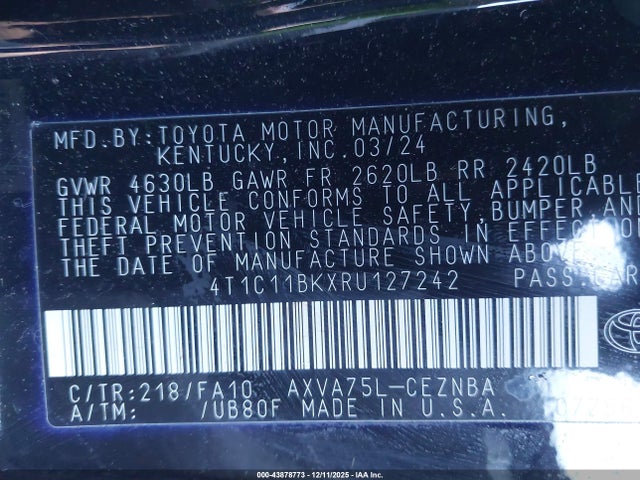 MFD. BY: TOYOTA MOTOR MANUFACTURING,
KENTUCKY, INC. 03/24
GVWR 4630LB GAWR FR 2620LB RR 2420LB
THIS VEHICLE CONFORMS TO ALL APPLICABLE
FEDERAL MOTOR VEHICLE SAFETY, BUMPER, AND
THEFT PREVENTION STANDARDS IN EFFECT ON
THE DATE OF MANUFACTURE SHOWN ABOVE.
4T1C11BKXRU127242 PASS. CAR
C/TR: 218/FA10 AXVA75L-CEZNBA
A/TM: /UB80F MADE IN U.S.A.
000-43878773 - 12/11/2025 - IAA Inc.